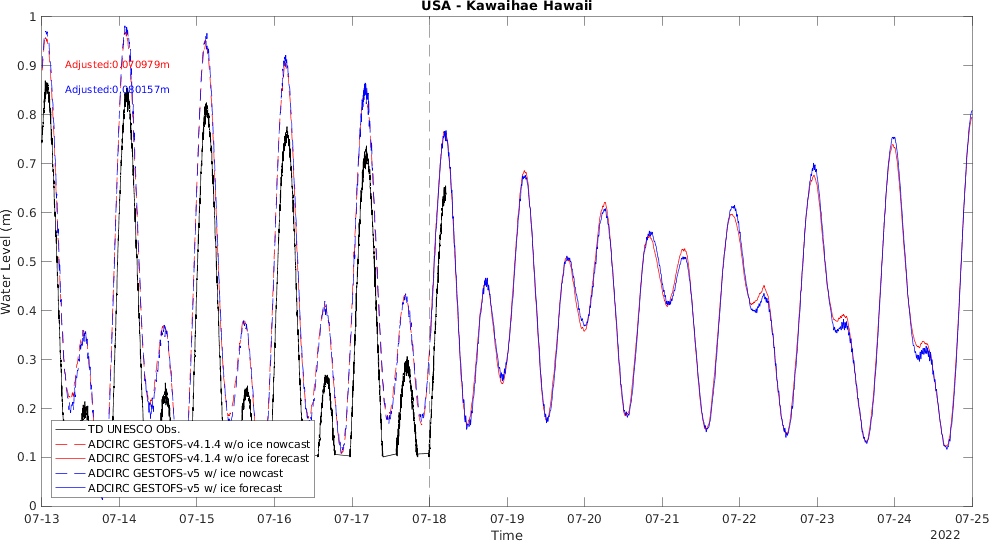 USA - Kawaihae Hawaii
1
0.9
0.8
0.7
0.6
0.5
0.4
0.3
0.2
0.1
0
Water Level (m)
Adjusted:0.070979m
Adjusted:0.080157m
TD UNESCO Obs.
ADCIRC GESTOFS-v4.1.4 w/o ice nowcast
ADCIRC GESTOFS-v4.1.4 w/o ice forecast
ADCIRC GESTOFS-v5 w/ ice nowcast
ADCIRC GESTOFS-v5 w/ ice forecast
07-13 07-14 07-15 07-16 07-17 07-18 07-19 07-20 07-21 07-22 07-23 07-24 07-25
Time
2022